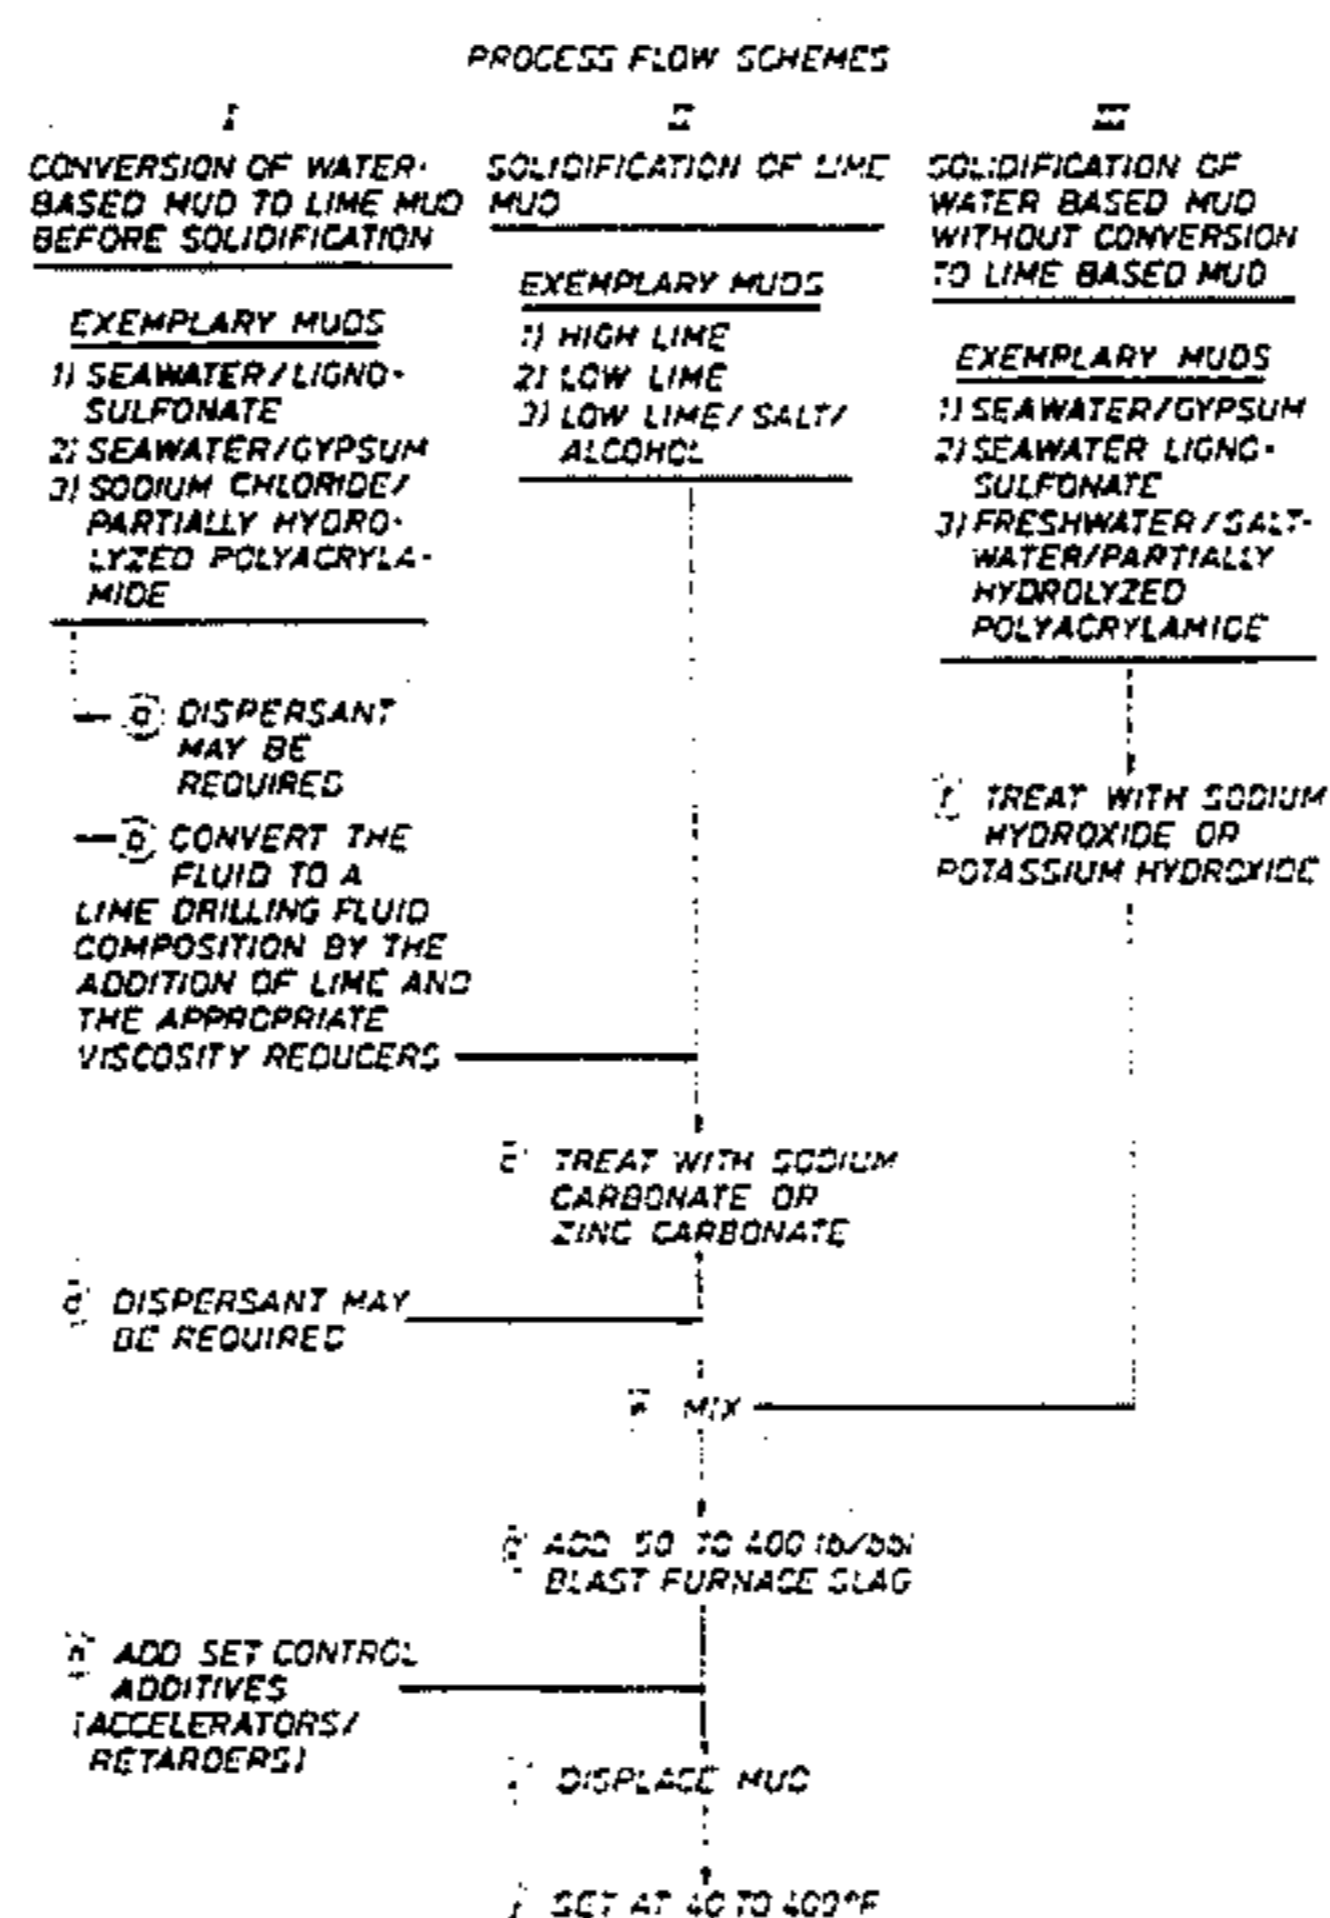 PROCESS FLOW SCHEMES
I
CONVERSION OF WATER-
BASED MUD TO LIME MUD
BEFORE SOLIDIFICATION
EXEMPLARY MUDS
1) SEAWATER/LIGNO-
SULFONATE
2) SEAWATER/GYPSUM
3) SODIUM CHLORIDE/
PARTIALLY HYDRO-
LYZED POLYACRYLA-
MIDE
a DISPERSANT
MAY BE
REQUIRED
b CONVERT THE
FLUID TO A
LIME DRILLING FLUID
COMPOSITION BY THE
ADDITION OF LIME AND
THE APPROPRIATE
VISCOSITY REDUCERS
II
SOLIDIFICATION OF LIME
MUD
EXEMPLARY MUDS
1) HIGH LIME
2) LOW LIME
3) LOW LIME/SALT/
ALCOHOL
III
SOLIDIFICATION OF
WATER BASED MUD
WITHOUT CONVERSION
TO LIME BASED MUD
EXEMPLARY MUDS
1) SEAWATER/GYPSUM
2) SEAWATER LIGNO-
SULFONATE
3) FRESHWATER/SALT-
WATER/PARTIALLY
HYDROLYZED
POLYACRYLAMIDE
f TREAT WITH SODIUM
HYDROXIDE OR
POTASSIUM HYDROXIDE
c TREAT WITH SODIUM
CARBONATE OR
ZINC CARBONATE
d DISPERSANT MAY
BE REQUIRED
e MIX
g ADD 50 TO 400 lb/bbl
BLAST FURNACE SLAG
h ADD SET CONTROL
ADDITIVES
(ACCELERATORS/
RETARDERS)
DISPLACE MUD
SET AT 40 TO 400°F